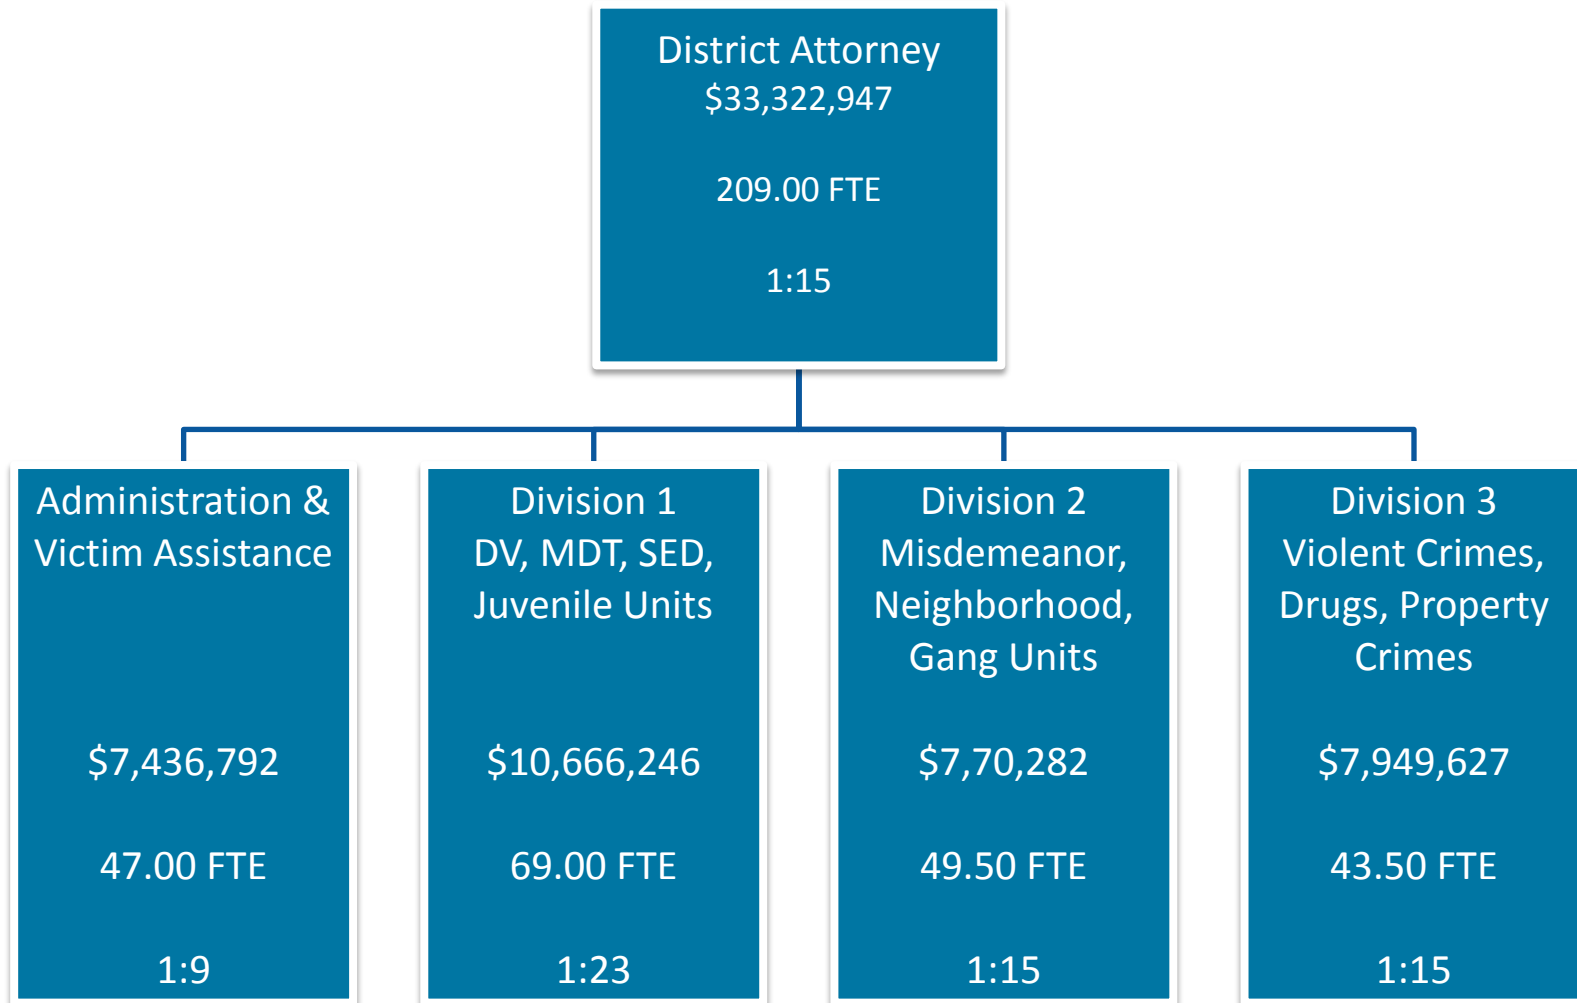 District Attorney
$33,322,947
209.00 FTE
1:15
Administration &
Victim Assistance
$7,436,792
47.00 FTE
1:9
Division 1
DV, MDT, SED,
Juvenile Units
$10,666,246
69.00 FTE
1:23
Division 2
Misdemeanor,
Neighborhood,
Gang Units
$7,70,282
49.50 FTE
1:15
Division 3
Violent Crimes,
Drugs, Property
Crimes
$7,949,627
43.50 FTE
1:15